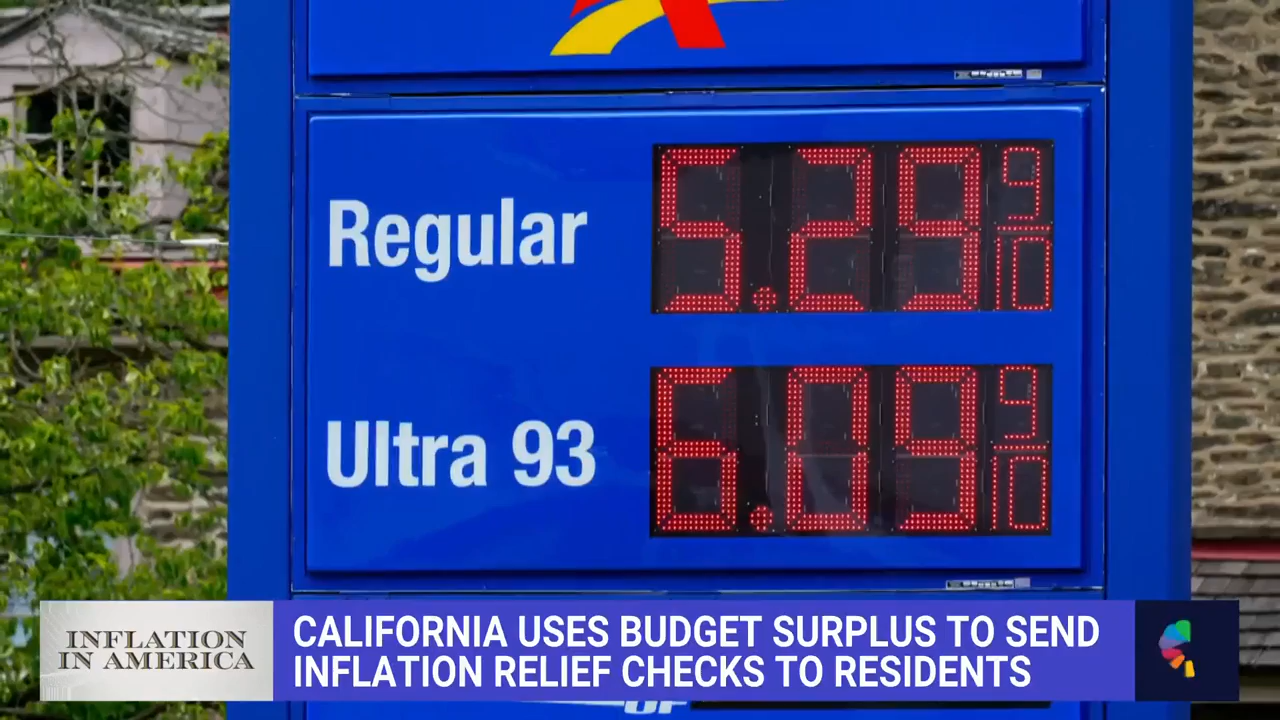 Regular 5.29 9/10
Ultra 93 6.09 9/10
INFLATION
IN AMERICA
CALIFORNIA USES BUDGET SURPLUS TO SEND
INFLATION RELIEF CHECKS TO RESIDENTS